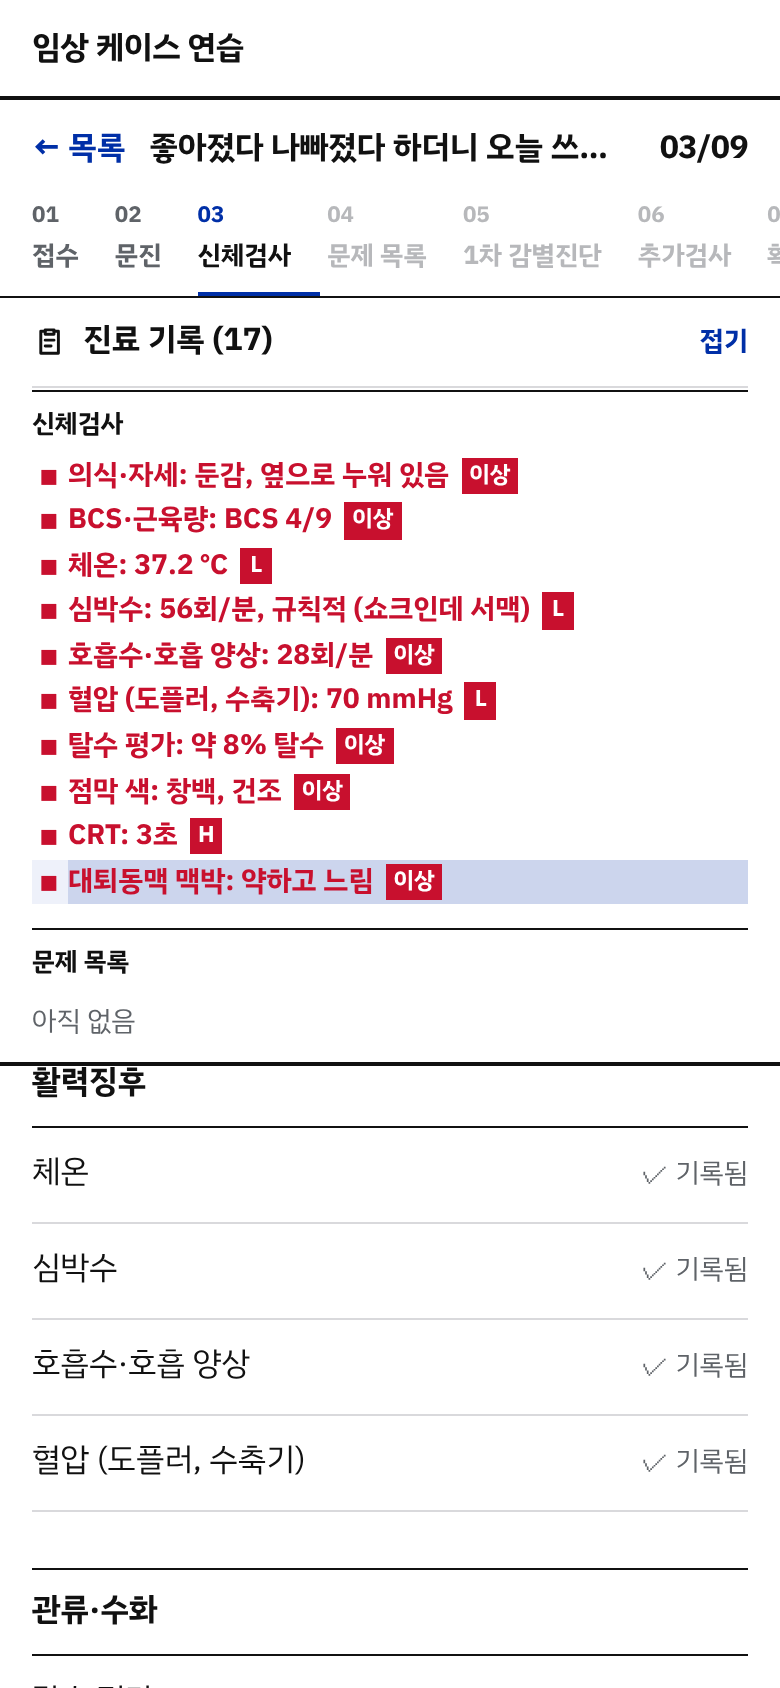 임상 케이스 연습
← 목록 좋아졌다 나빠졌다 하더니 오늘 쓰... 03/09
01 02 03 04 05 06
접수 문진 신체검사 문제 목록 1차 감별진단 추가검사
진료 기록 (17) 접기
신체검사
■ 의식·자세: 둔감, 옆으로 누워 있음 이상
■ BCS·근육량: BCS 4/9 이상
■ 체온: 37.2 °C L
■ 심박수: 56회/분, 규칙적 (쇼크인데 서맥) L
■ 호흡수·호흡 양상: 28회/분 이상
■ 혈압 (도플러, 수축기): 70 mmHg L
■ 탈수 평가: 약 8% 탈수 이상
■ 점막 색: 창백, 건조 이상
■ CRT: 3초 H
■ 대퇴동맥 맥박: 약하고 느림 이상
문제 목록
아직 없음
활력징후
체온 ✓ 기록됨
심박수 ✓ 기록됨
호흡수·호흡 양상 ✓ 기록됨
혈압 (도플러, 수축기) ✓ 기록됨
관류·수화